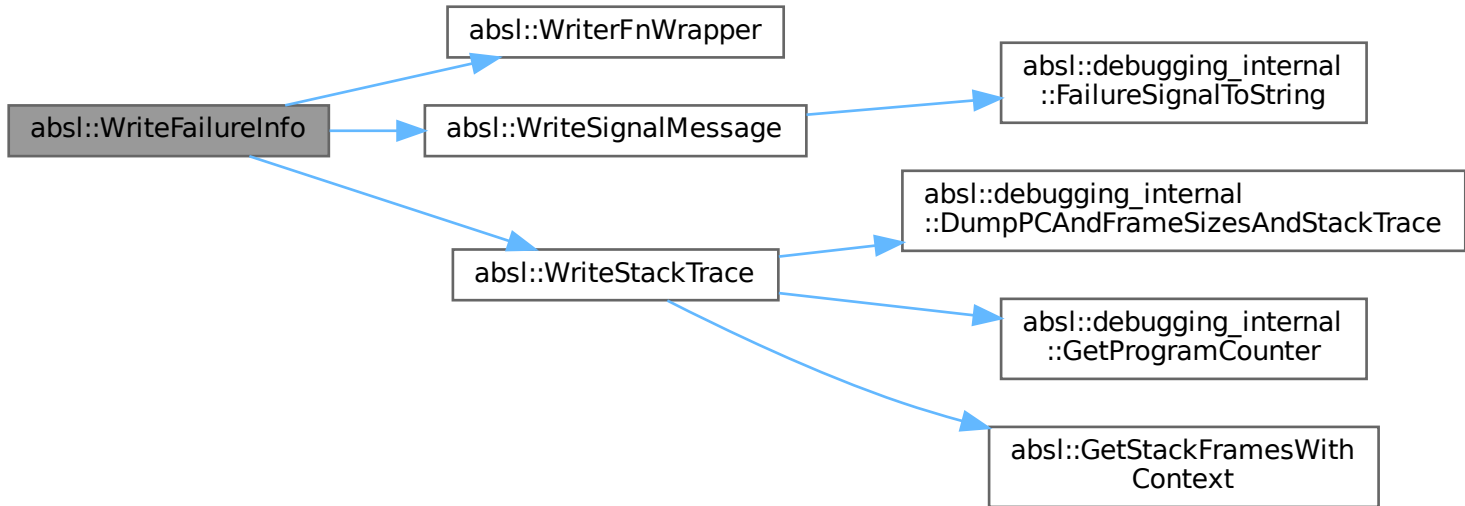 absl::WriteFailureInfo
absl::WriterFnWrapper
absl::WriteSignalMessage
absl::debugging_internal
::FailureSignalToString
absl::WriteStackTrace
absl::debugging_internal
::DumpPCAndFrameSizesAndStackTrace
absl::debugging_internal
::GetProgramCounter
absl::GetStackFramesWith
Context